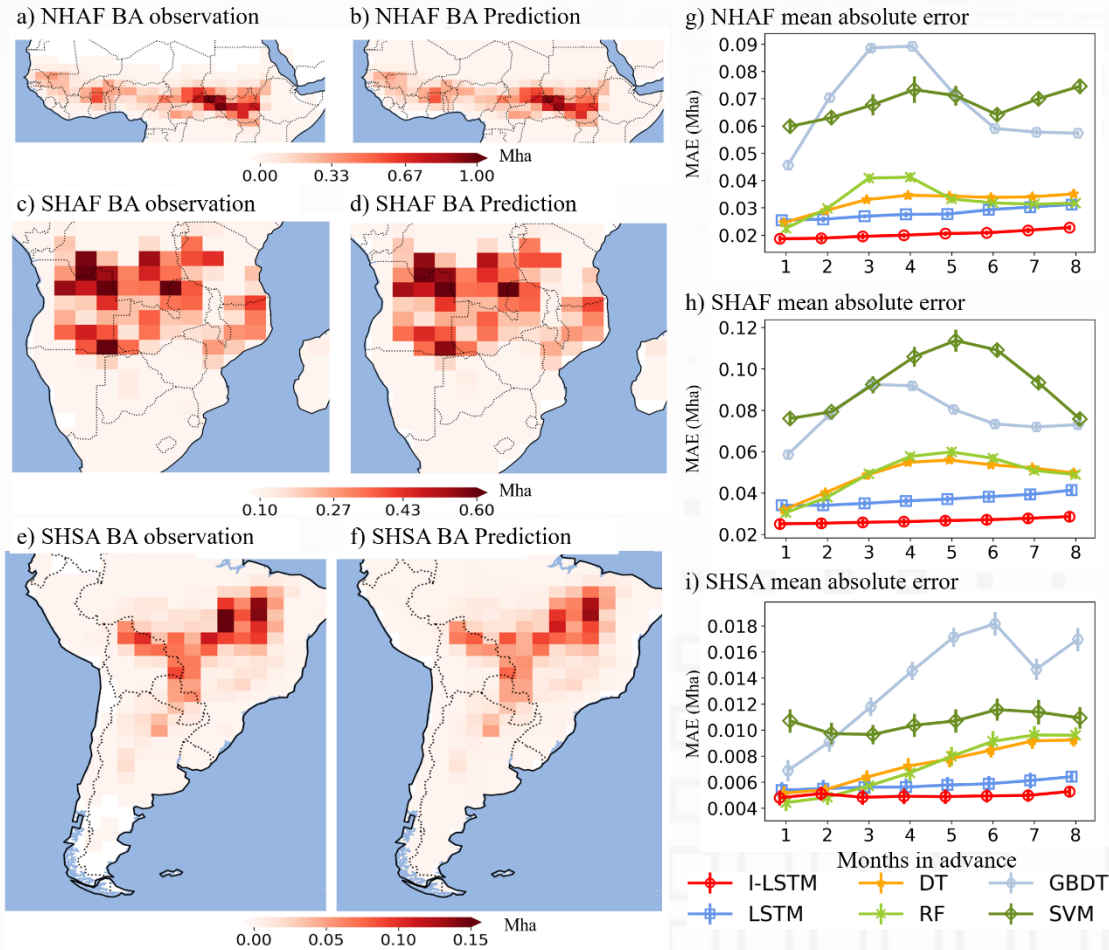 a) NHAF BA observation
b) NHAF BA Prediction
0.00 0.33 0.67 1.00 Mha
c) SHAF BA observation
d) SHAF BA Prediction
0.10 0.27 0.43 0.60 Mha
e) SHSA BA observation
f) SHSA BA Prediction
0.00 0.05 0.10 0.15 Mha
g) NHAF mean absolute error
MAE (Mha)
0.09
0.08
0.07
0.06
0.05
0.04
0.03
0.02
1 2 3 4 5 6 7 8
h) SHAF mean absolute error
MAE (Mha)
0.12
0.10
0.08
0.06
0.04
0.02
1 2 3 4 5 6 7 8
i) SHSA mean absolute error
MAE (Mha)
0.018
0.016
0.014
0.012
0.010
0.008
0.006
0.004
1 2 3 4 5 6 7 8
Months in advance
I-LSTM DT GBDT
LSTM RF SVM